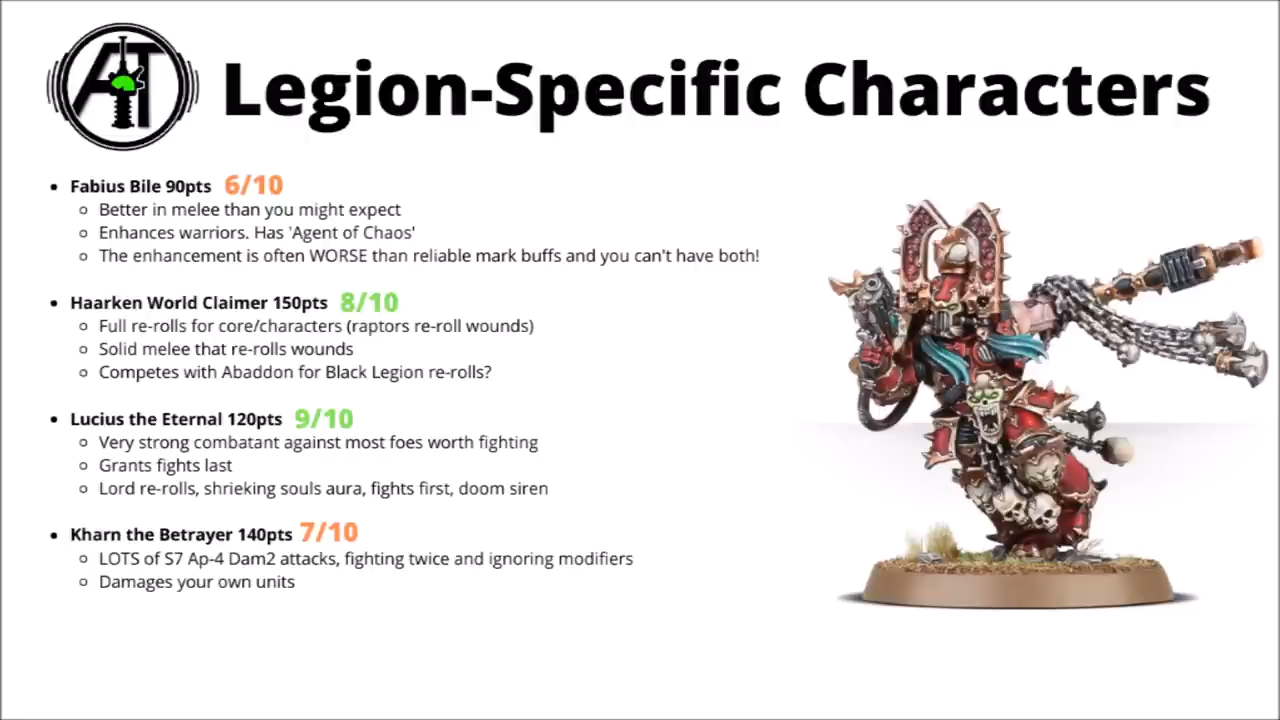 AT
Legion-Specific Characters
Fabius Bile 90pts 6/10
Better in melee than you might expect
Enhances warriors. Has 'Agent of Chaos'
The enhancement is often WORSE than reliable mark buffs and you can't have both!
Haarken World Claimer 150pts 8/10
Full re-rolls for core/characters (raptors re-roll wounds)
Solid melee that re-rolls wounds
Competes with Abaddon for Black Legion re-rolls?
Lucius the Eternal 120pts 9/10
Very strong combatant against most foes worth fighting
Grants fights last
Lord re-rolls, shrieking souls aura, fights first, doom siren
Kharn the Betrayer 140pts 7/10
LOTS of S7 Ap-4 Dam2 attacks, fighting twice and ignoring modifiers
Damages your own units